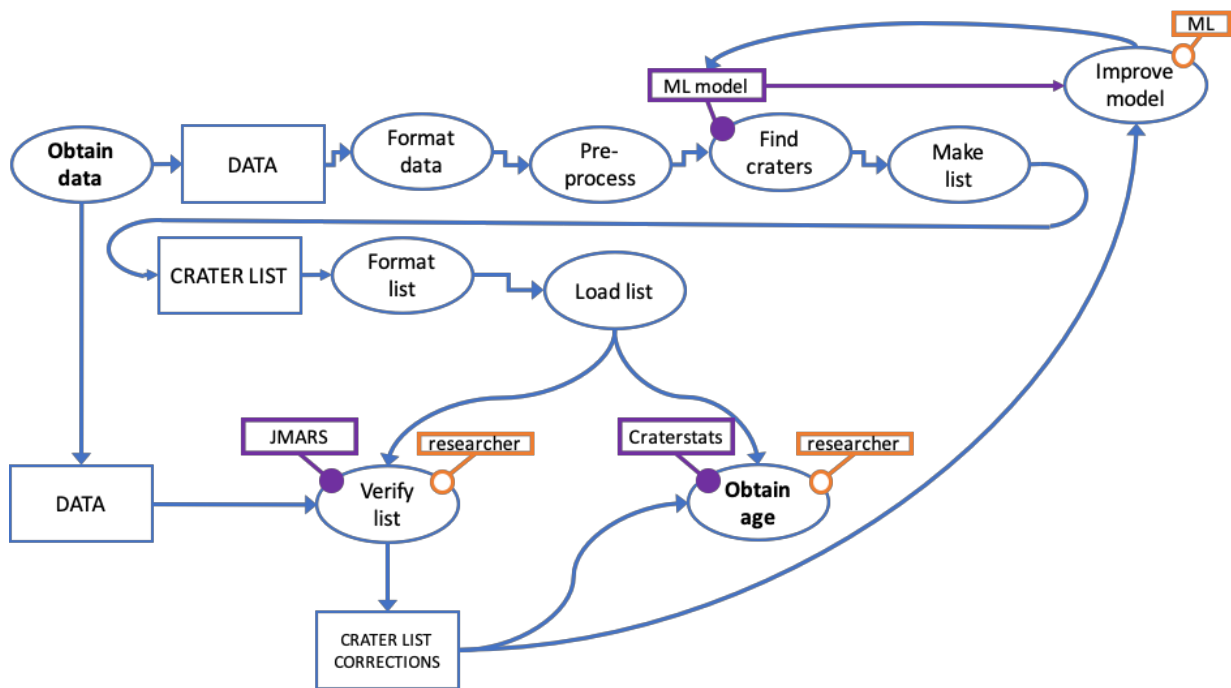 ML
Improve
model
ML model
Obtain
data
DATA
Format
data
Pre-
process
Find
craters
Make
list
CRATER LIST
Format
list
Load list
JMARS
researcher
Craterstats
researcher
DATA
Verify
list
Obtain
age
CRATER LIST
CORRECTIONS